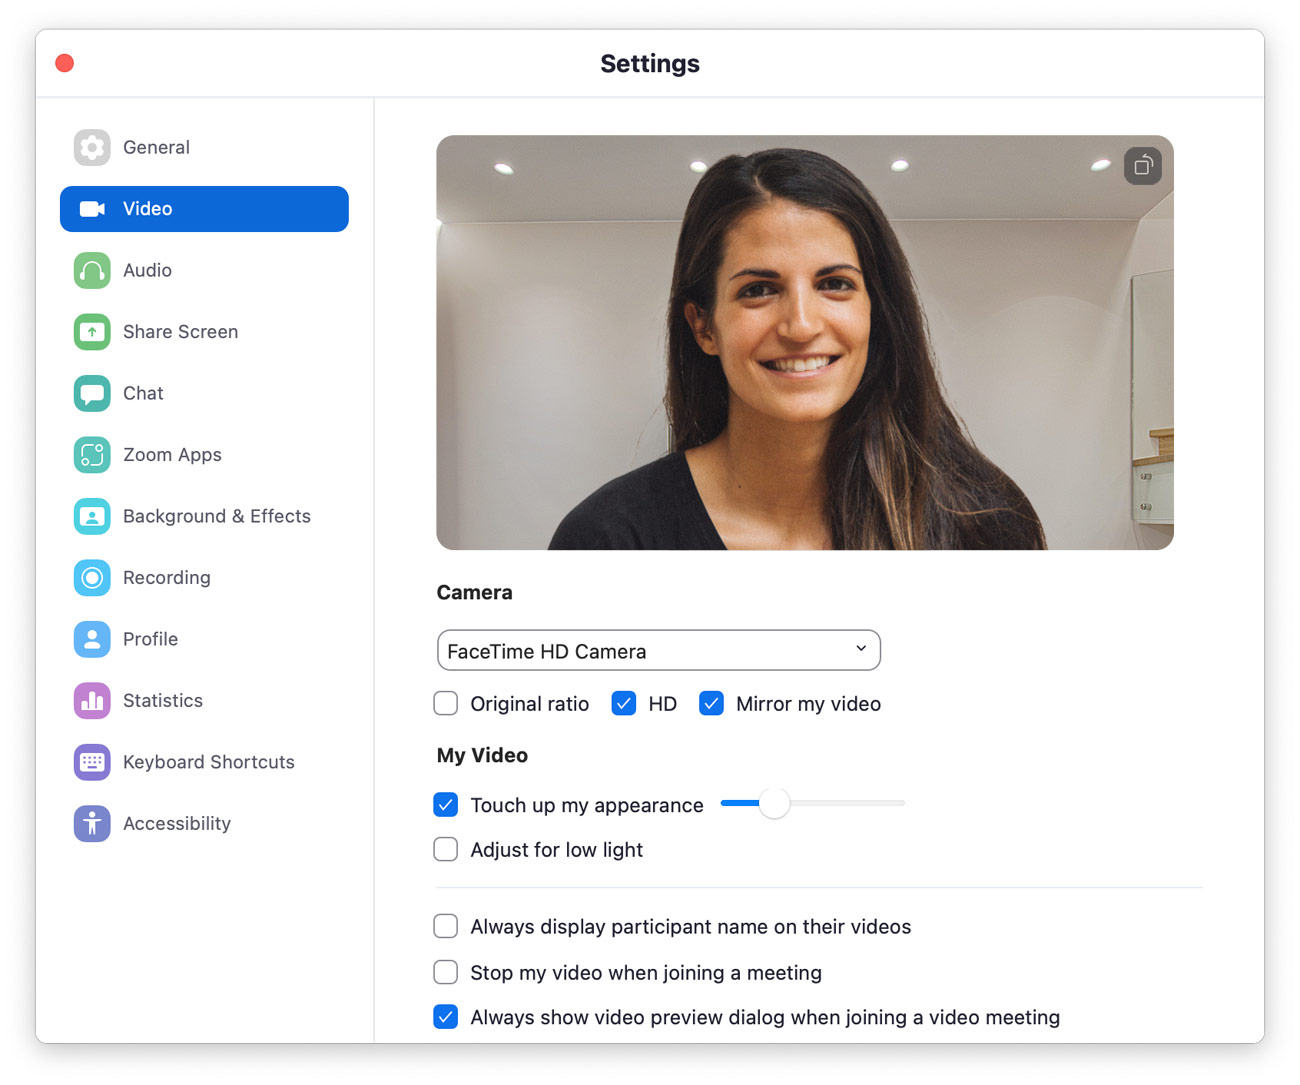 Settings
General
Video
Audio
Share Screen
Chat
Zoom Apps
Background & Effects
Recording
Profile
Statistics
Keyboard Shortcuts
Accessibility
Camera
FaceTime HD Camera
Original ratio HD Mirror my video
My Video
Touch up my appearance
Adjust for low light
Always display participant name on their videos
Stop my video when joining a meeting
Always show video preview dialog when joining a video meeting